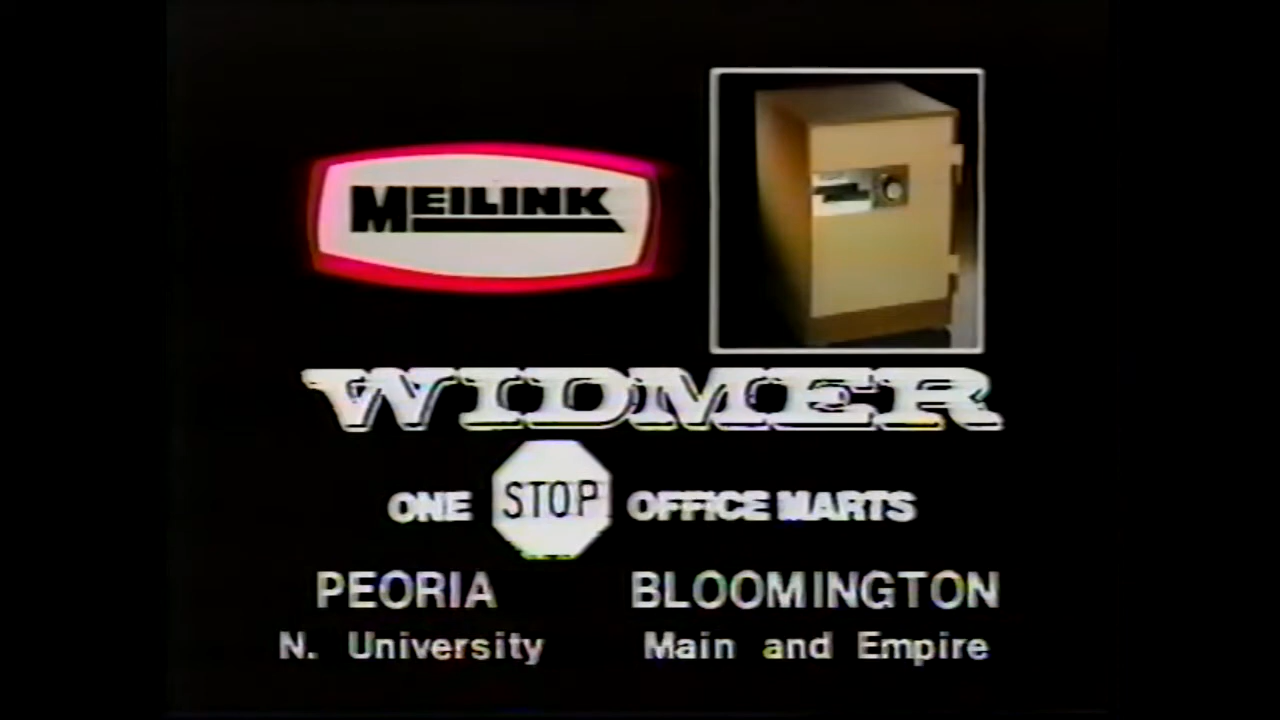 MEILINK
WIDMER
ONE STOP OFFICE MARTS
PEORIA BLOOMINGTON
N. University Main and Empire